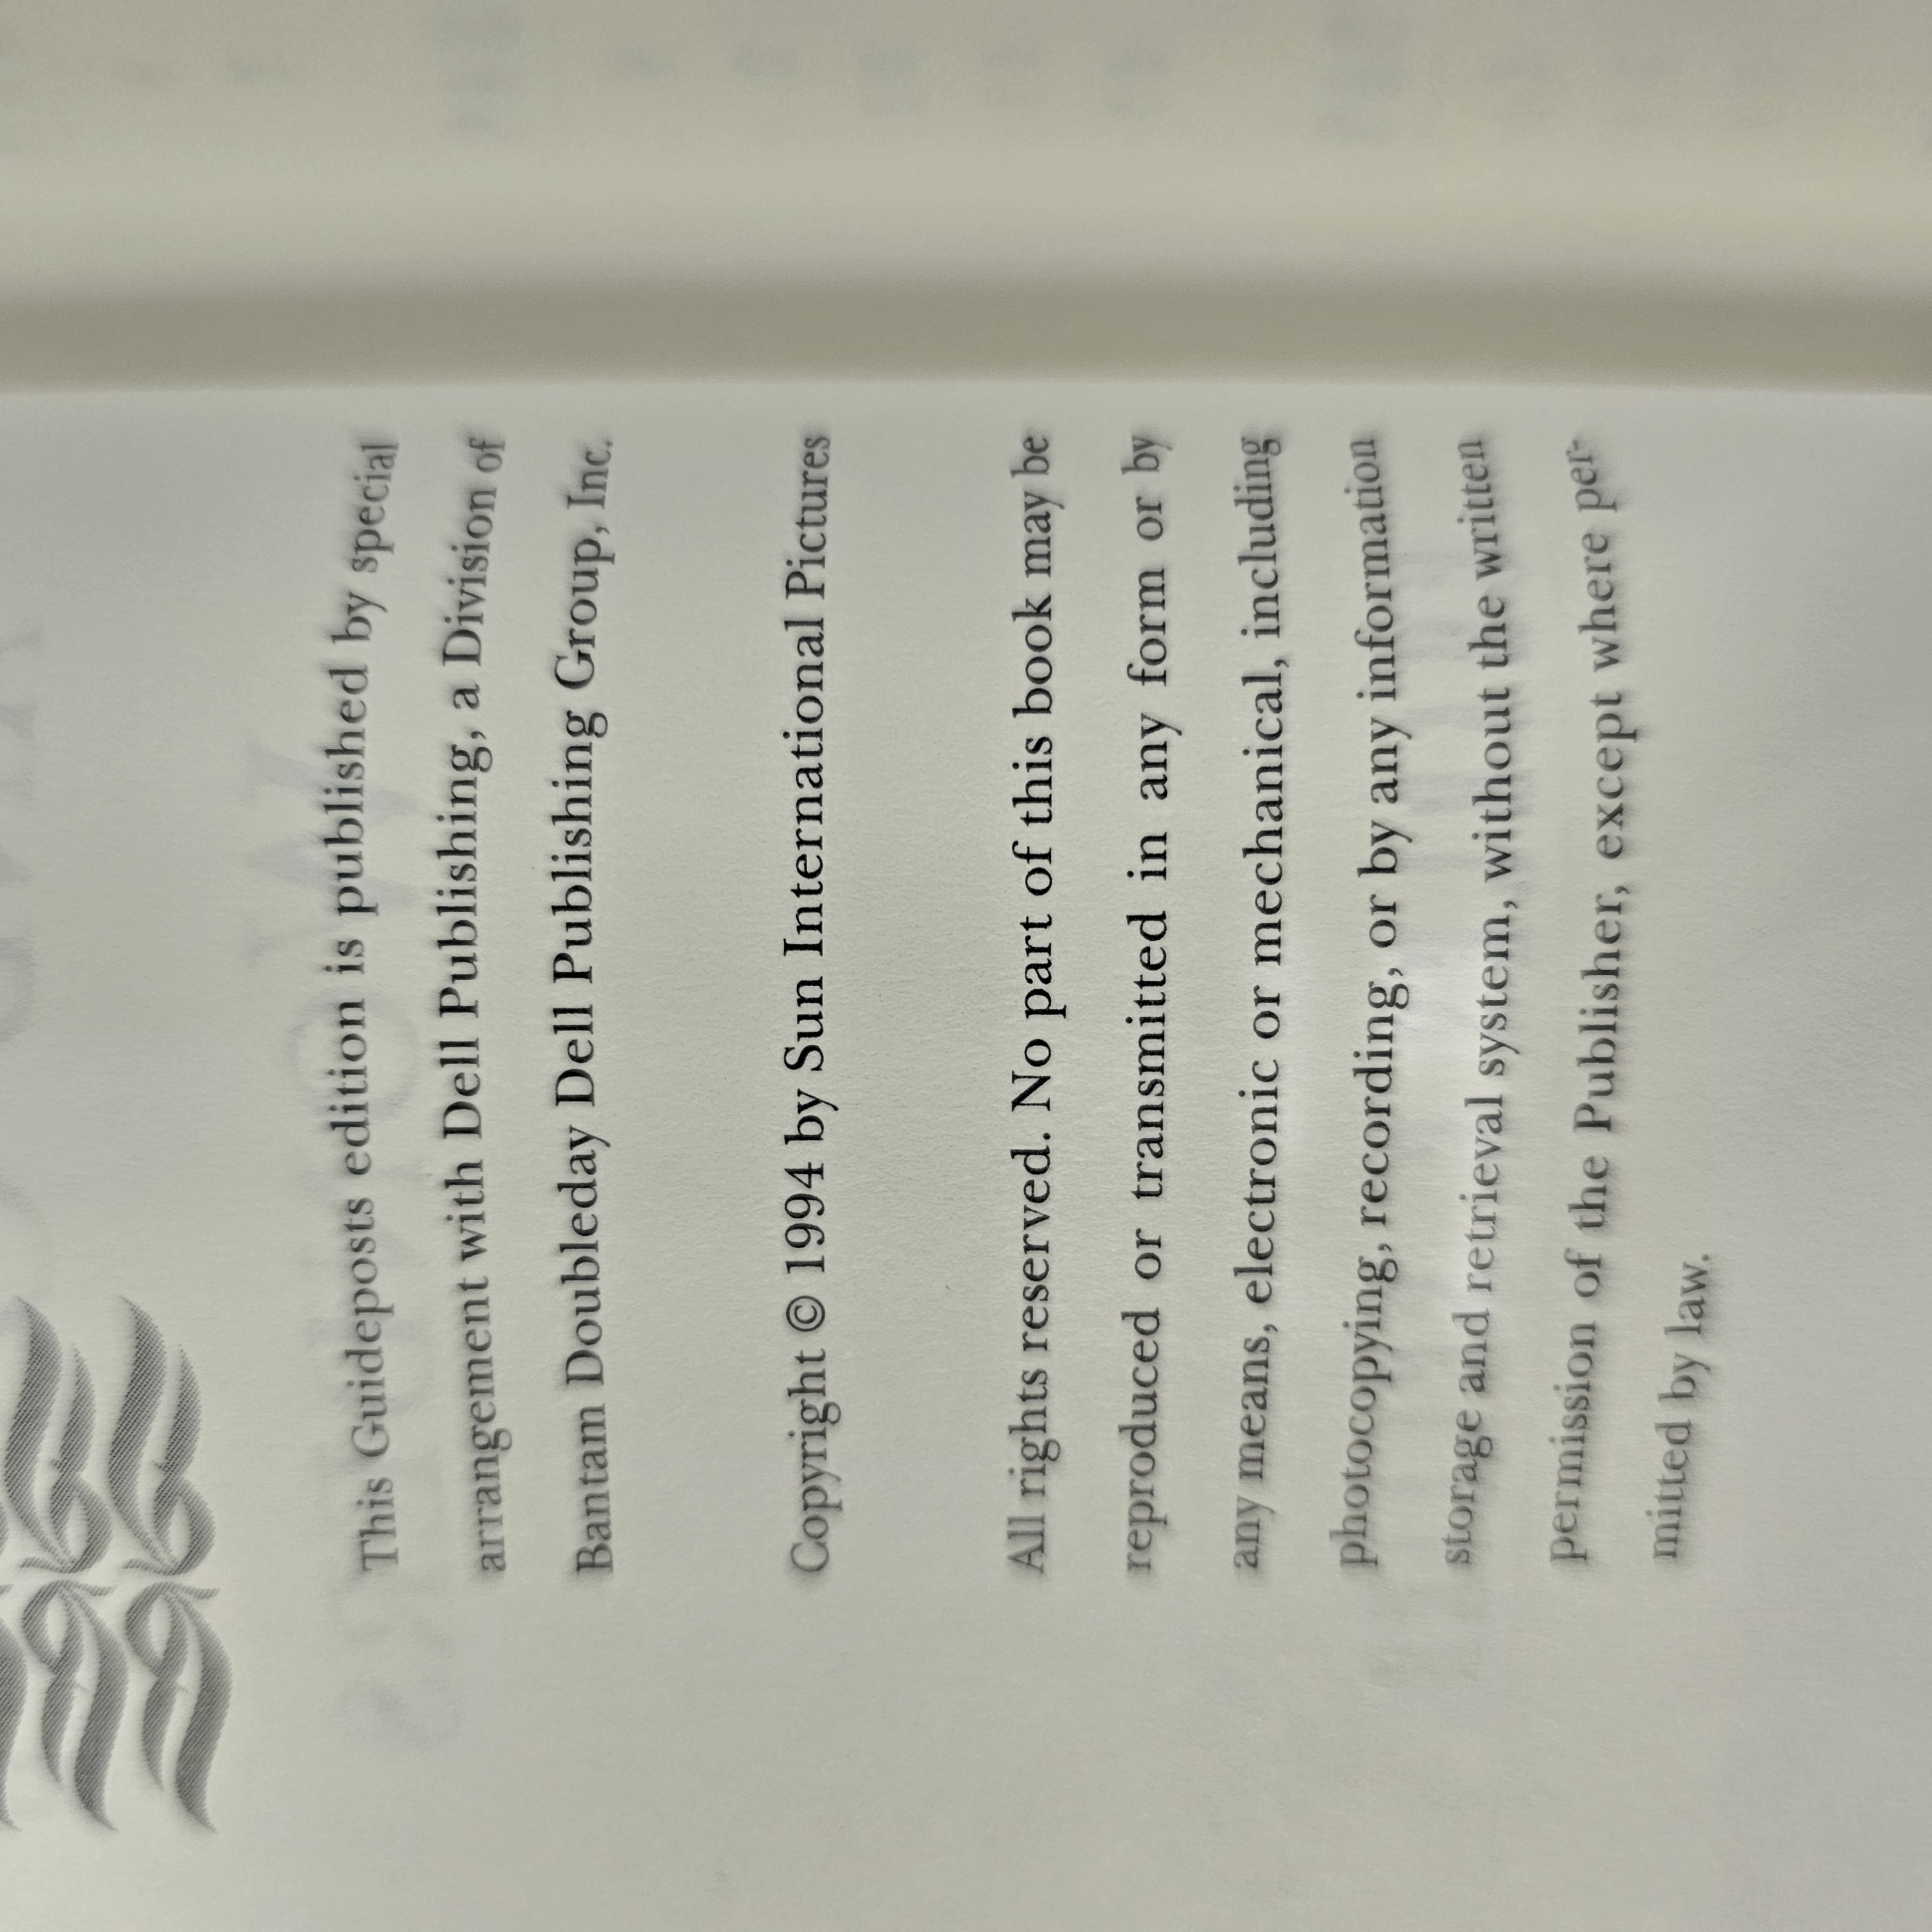 This Guideposts edition is published by special
arrangement with Dell Publishing, a Division of
Bantam Doubleday Dell Publishing Group, Inc.
Copyright © 1994 by Sun International Pictures
All rights reserved. No part of this book may be
reproduced or transmitted in any form or by
any means, electronic or mechanical, including
photocopying, recording, or by any information
storage and retrieval system, without the written
permission of the Publisher, except where per-
mitted by law.